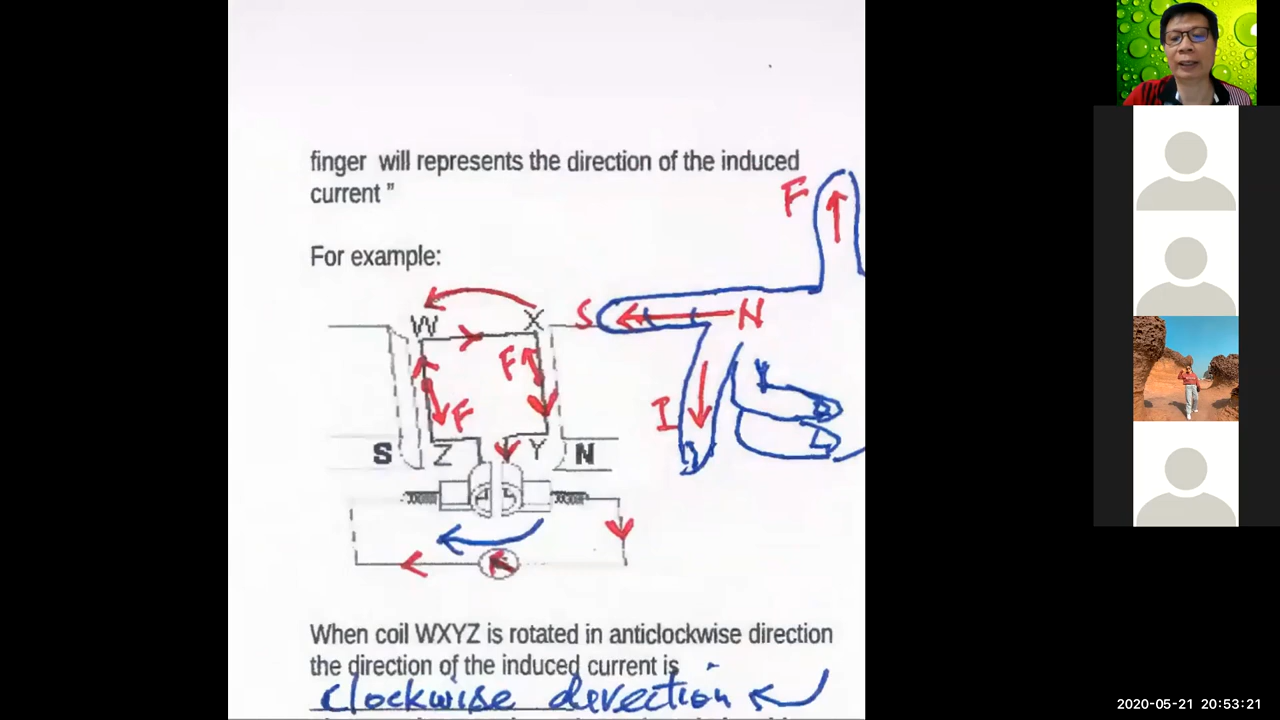 finger will represents the direction of the induced
current ”
For example:
F
W
X
S
N
F
F
I
S
Z
Y
N
When coil WXYZ is rotated in anticlockwise direction
the direction of the induced current is
clockwise derection
2020-05-21 20:53:21